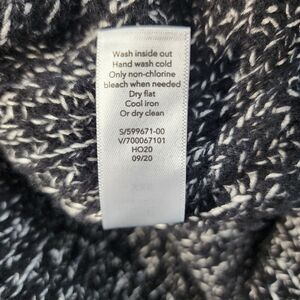 Wash inside out
Hand wash cold
Only non-chlorine
bleach when needed
Dry flat
Cool iron
Or dry clean
S/599671-00
V/700067101
HO20
09/20